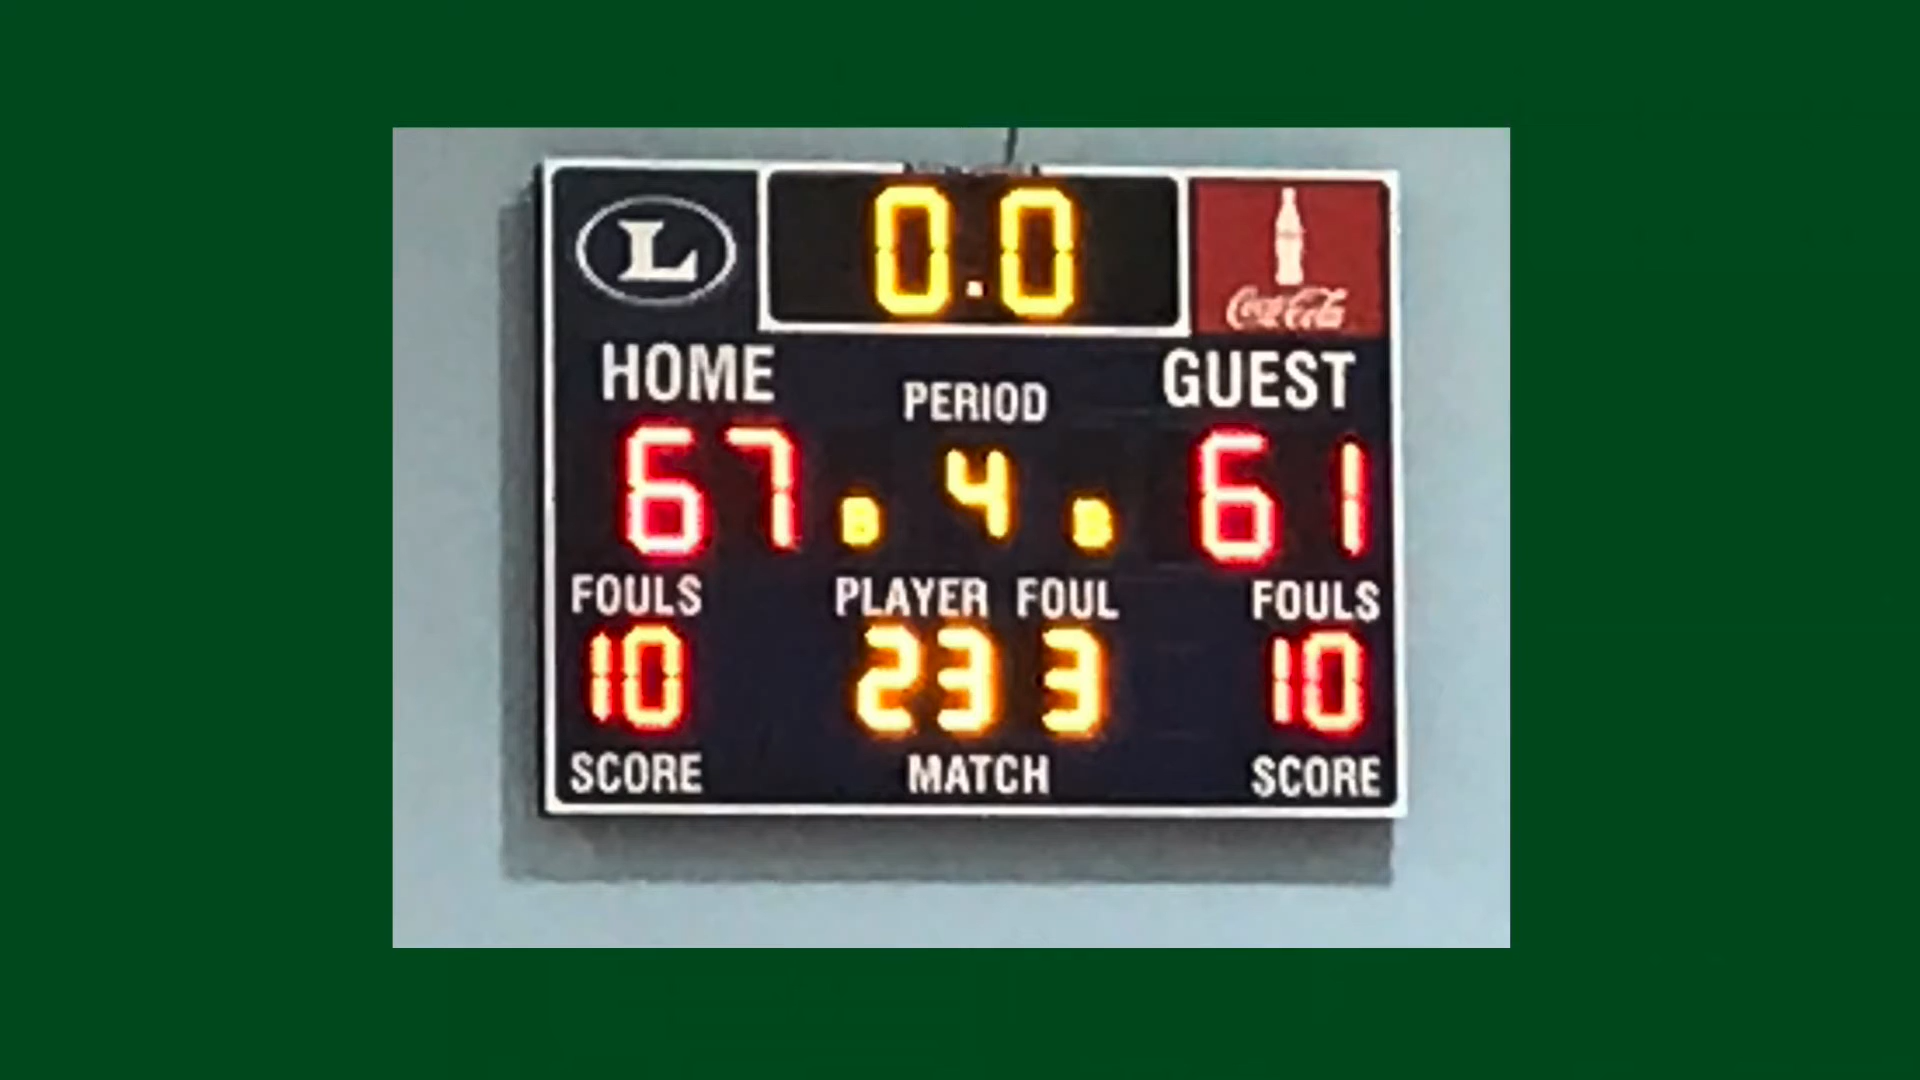 0.0
L
Coca-Cola
HOME
PERIOD
GUEST
67 B 4 B 61
FOULS
PLAYER FOUL
FOULS
10
23 3
10
SCORE
MATCH
SCORE